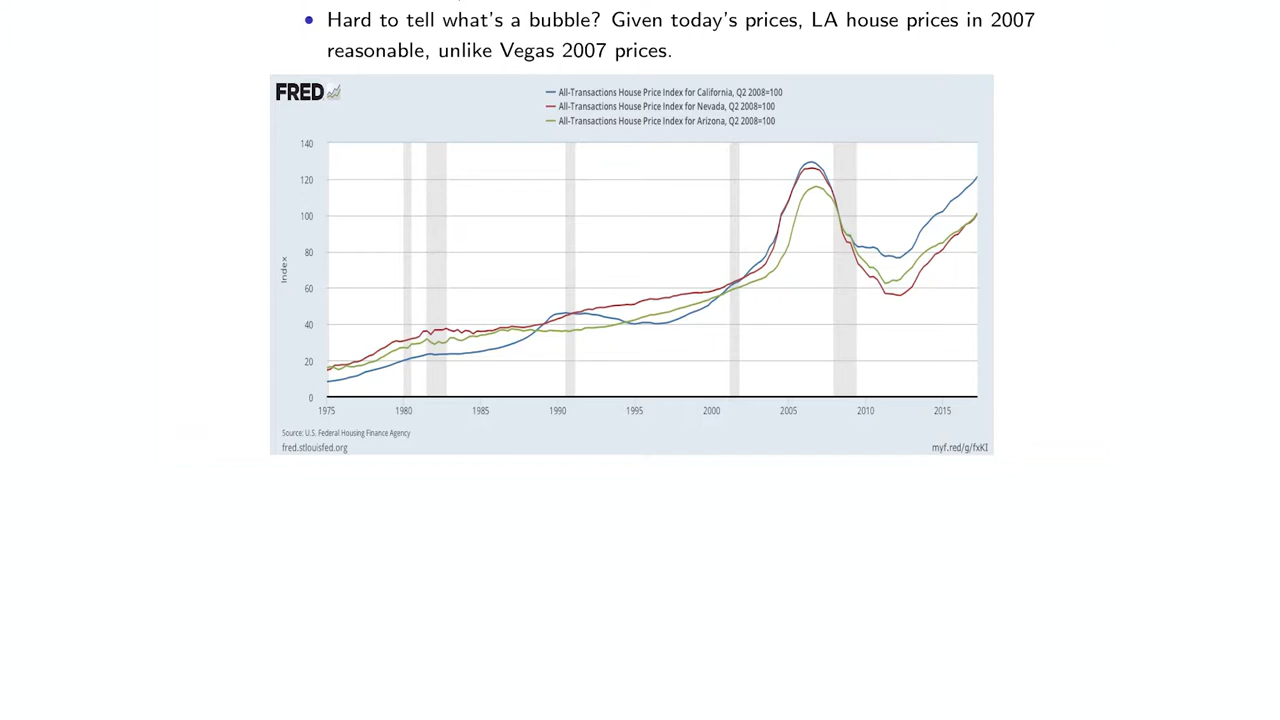 • Hard to tell what's a bubble? Given today's prices, LA house prices in 2007
reasonable, unlike Vegas 2007 prices.
FRED
All-Transactions House Price Index for California, Q2 2008=100
All-Transactions House Price Index for Nevada, Q2 2008=100
All-Transactions House Price Index for Arizona, Q2 2008=100
140
120
100
80
60
40
20
0
Index
1975 1980 1985 1990 1995 2000 2005 2010 2015
Source: U.S. Federal Housing Finance Agency
fred.stlouisfed.org myf.red/g/fxKI